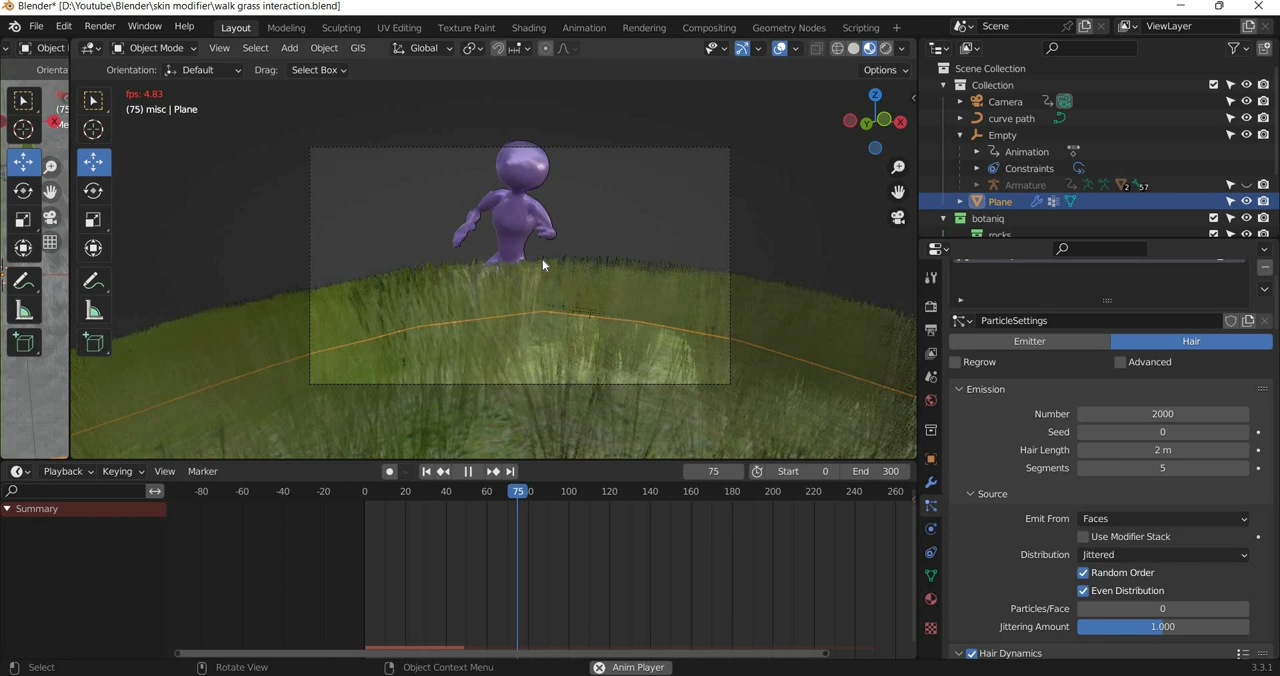 Blender* [D:\Youtube\Blender\skin modifier\walk grass interaction.blend]
File Edit Render Window Help Layout Modeling Sculpting UV Editing Texture Paint Shading Animation Rendering Compositing Geometry Nodes Scripting + Scene ViewLayer
Object Object Mode View Select Add Object GIS Global
Orienta Orientation: Default Drag: Select Box Options
Scene Collection
Collection
Camera
curve path
Empty
Animation
Constraints
Armature 2 57
Plane
botaniq
rocks
fps: 4.83
(75) misc | Plane
(75
Z
X
Y
X
ParticleSettings
Emitter Hair
Regrow Advanced
Emission
Number 2000
Seed 0
Hair Length 2 m
Segments 5
Source
Emit From Faces
Use Modifier Stack
Distribution Jittered
Random Order
Even Distribution
Particles/Face 0
Jittering Amount 1.000
Hair Dynamics
Playback Keying View Marker 75 Start 0 End 300
-80 -60 -40 -20 0 20 40 60 75 100 120 140 160 180 200 220 240 260
Summary
Select Rotate View Object Context Menu Anim Player 3.3.1